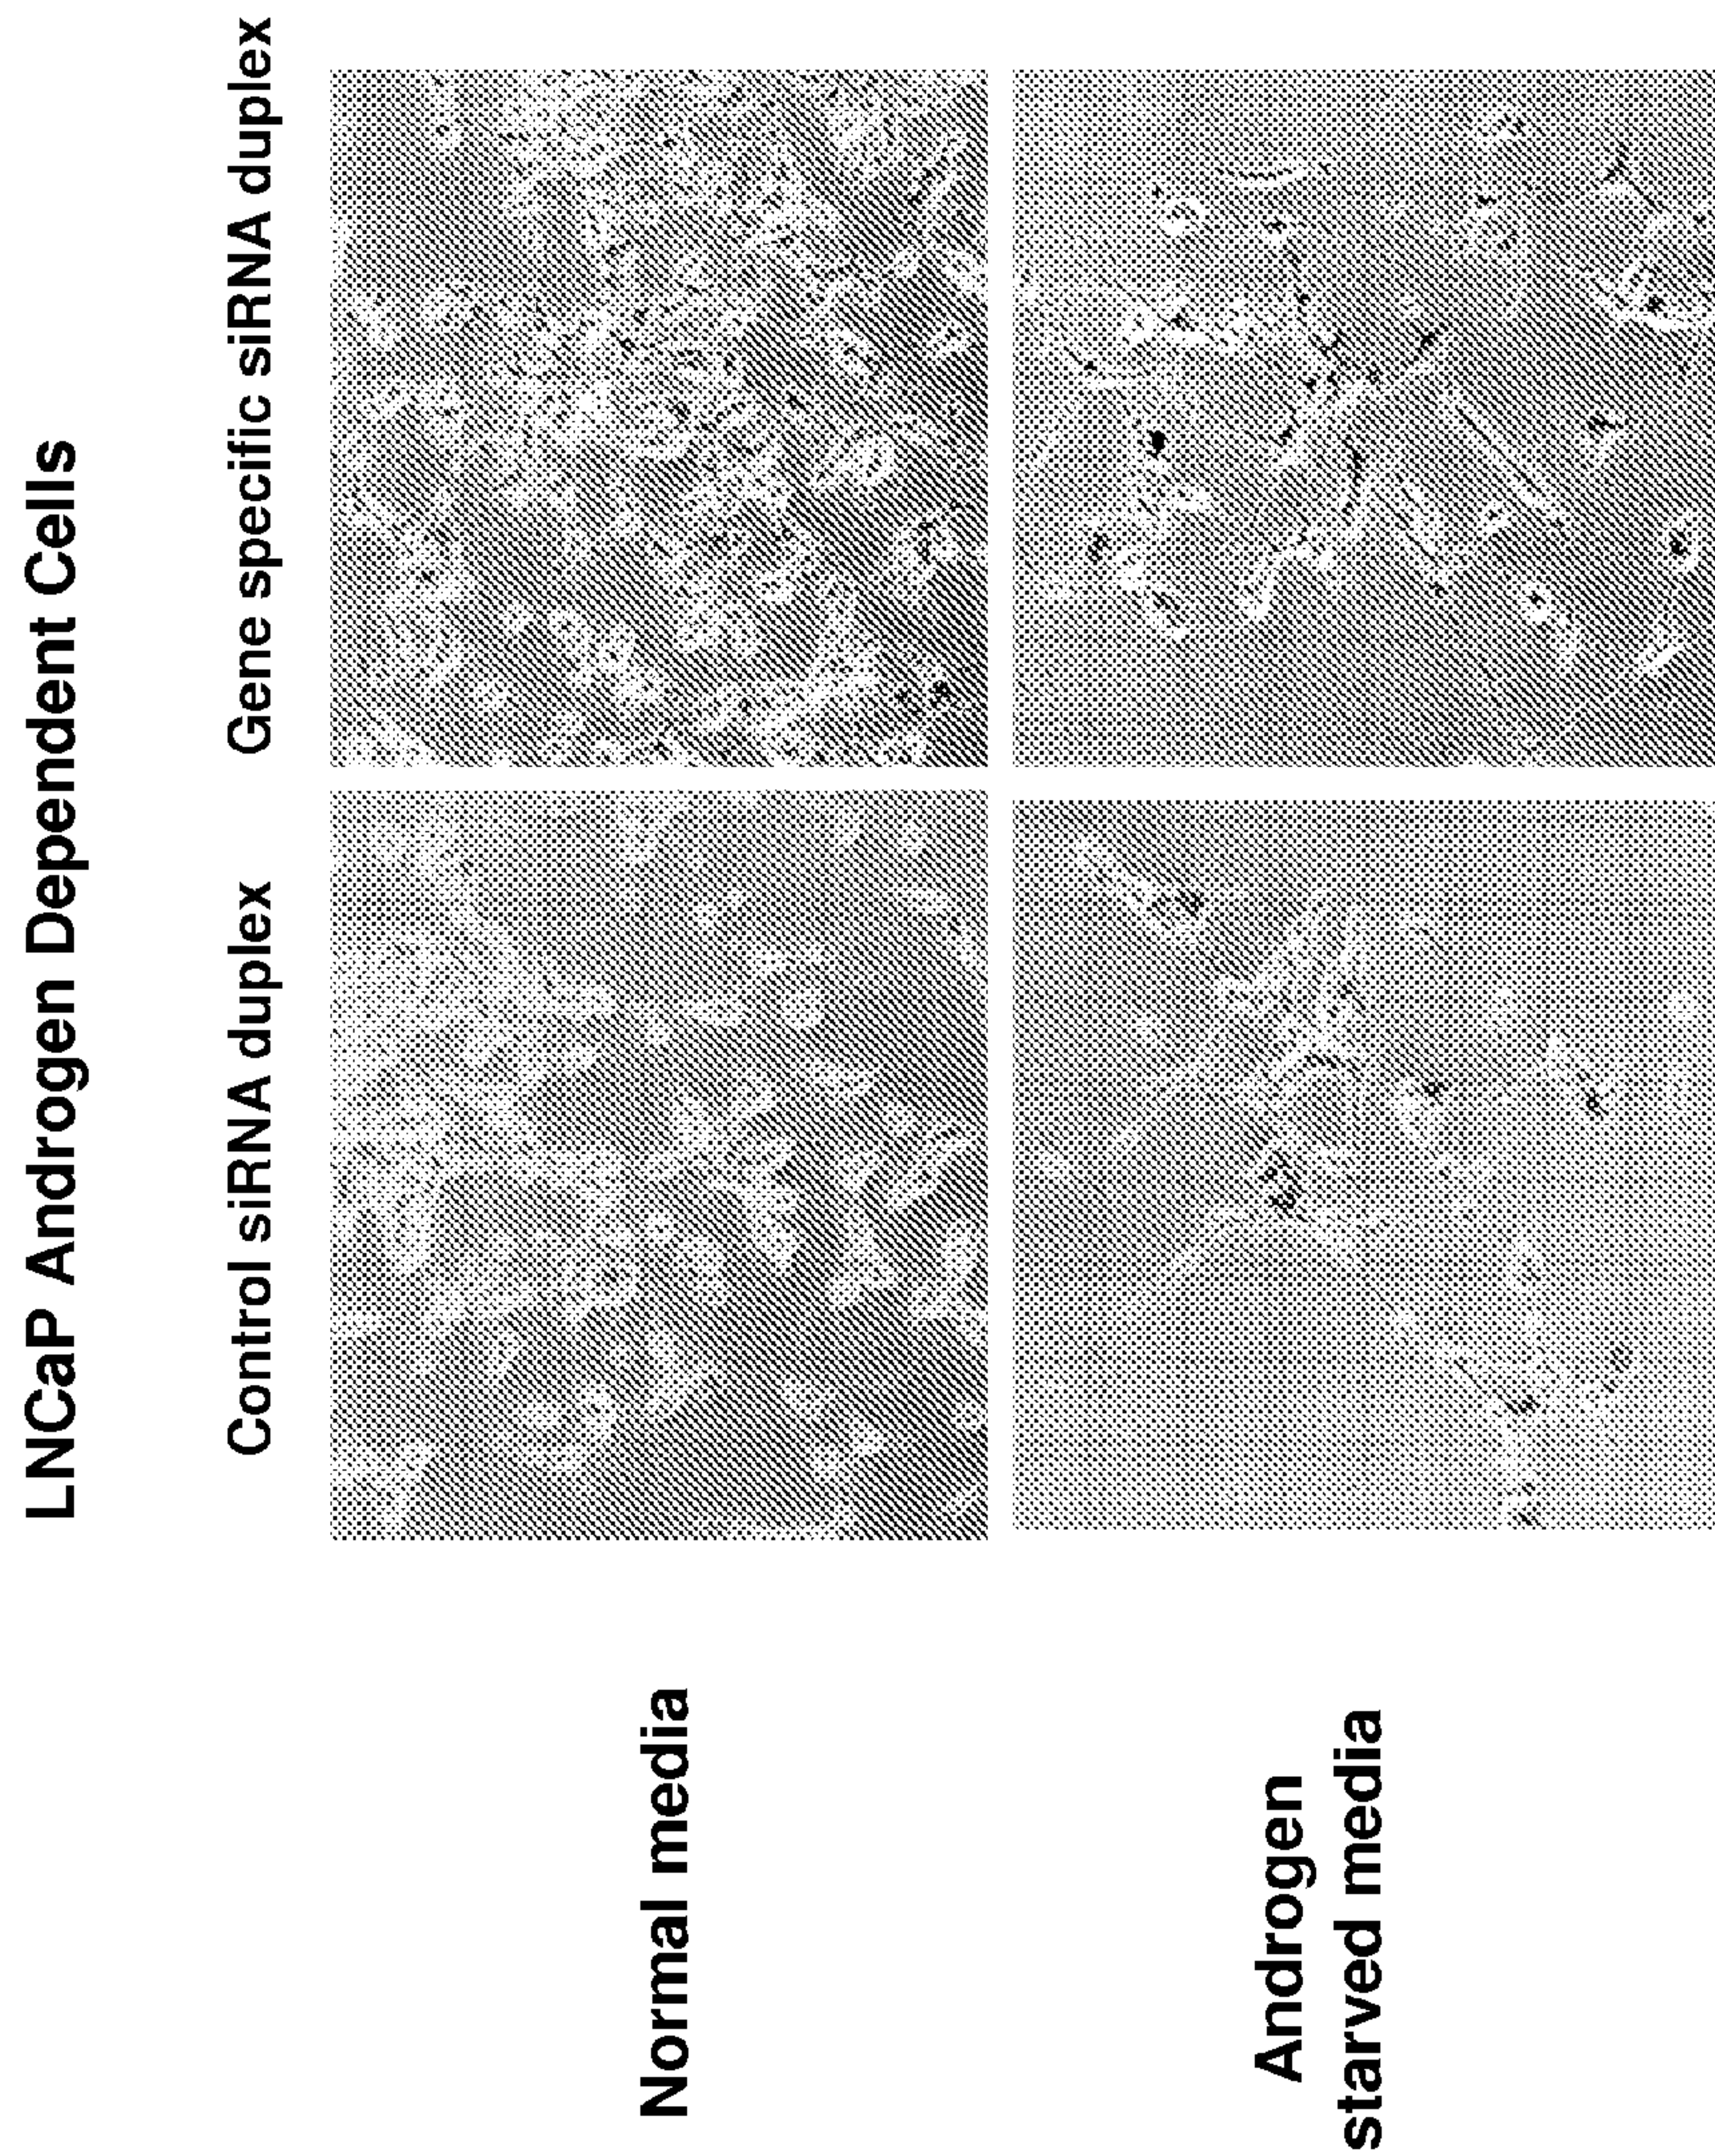 LNCaP Androgen Dependent Cells
Control siRNA duplex
Gene specific siRNA duplex
Normal media
Androgen
starved media